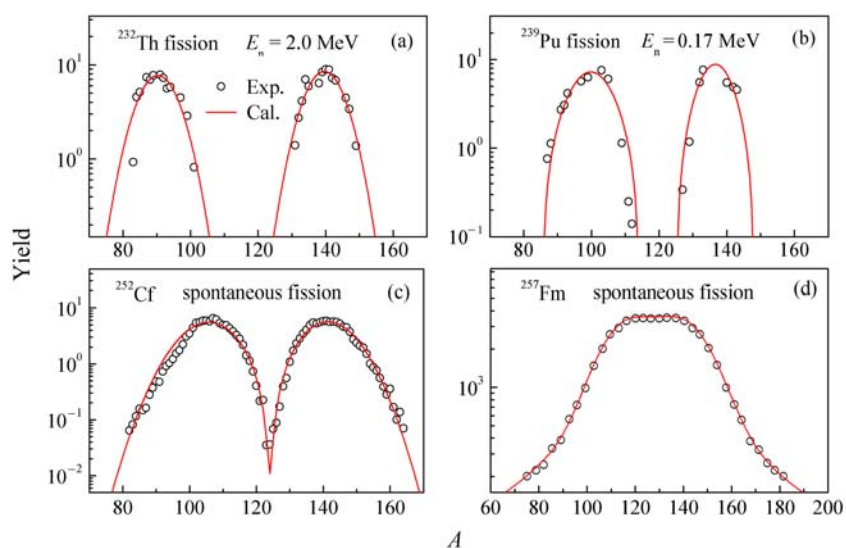 ²³²Th fission Eₙ = 2.0 MeV (a)
Exp.
Cal.
10¹
10⁰
80 100 120 140 160
²³⁹Pu fission Eₙ = 0.17 MeV (b)
10¹
10⁰
10⁻¹
80 100 120 140 160
Yield
²⁵²Cf spontaneous fission (c)
10¹
10⁰
10⁻¹
10⁻²
80 100 120 140 160
²⁵⁷Fm spontaneous fission (d)
10³
60 80 100 120 140 160 180 200
A